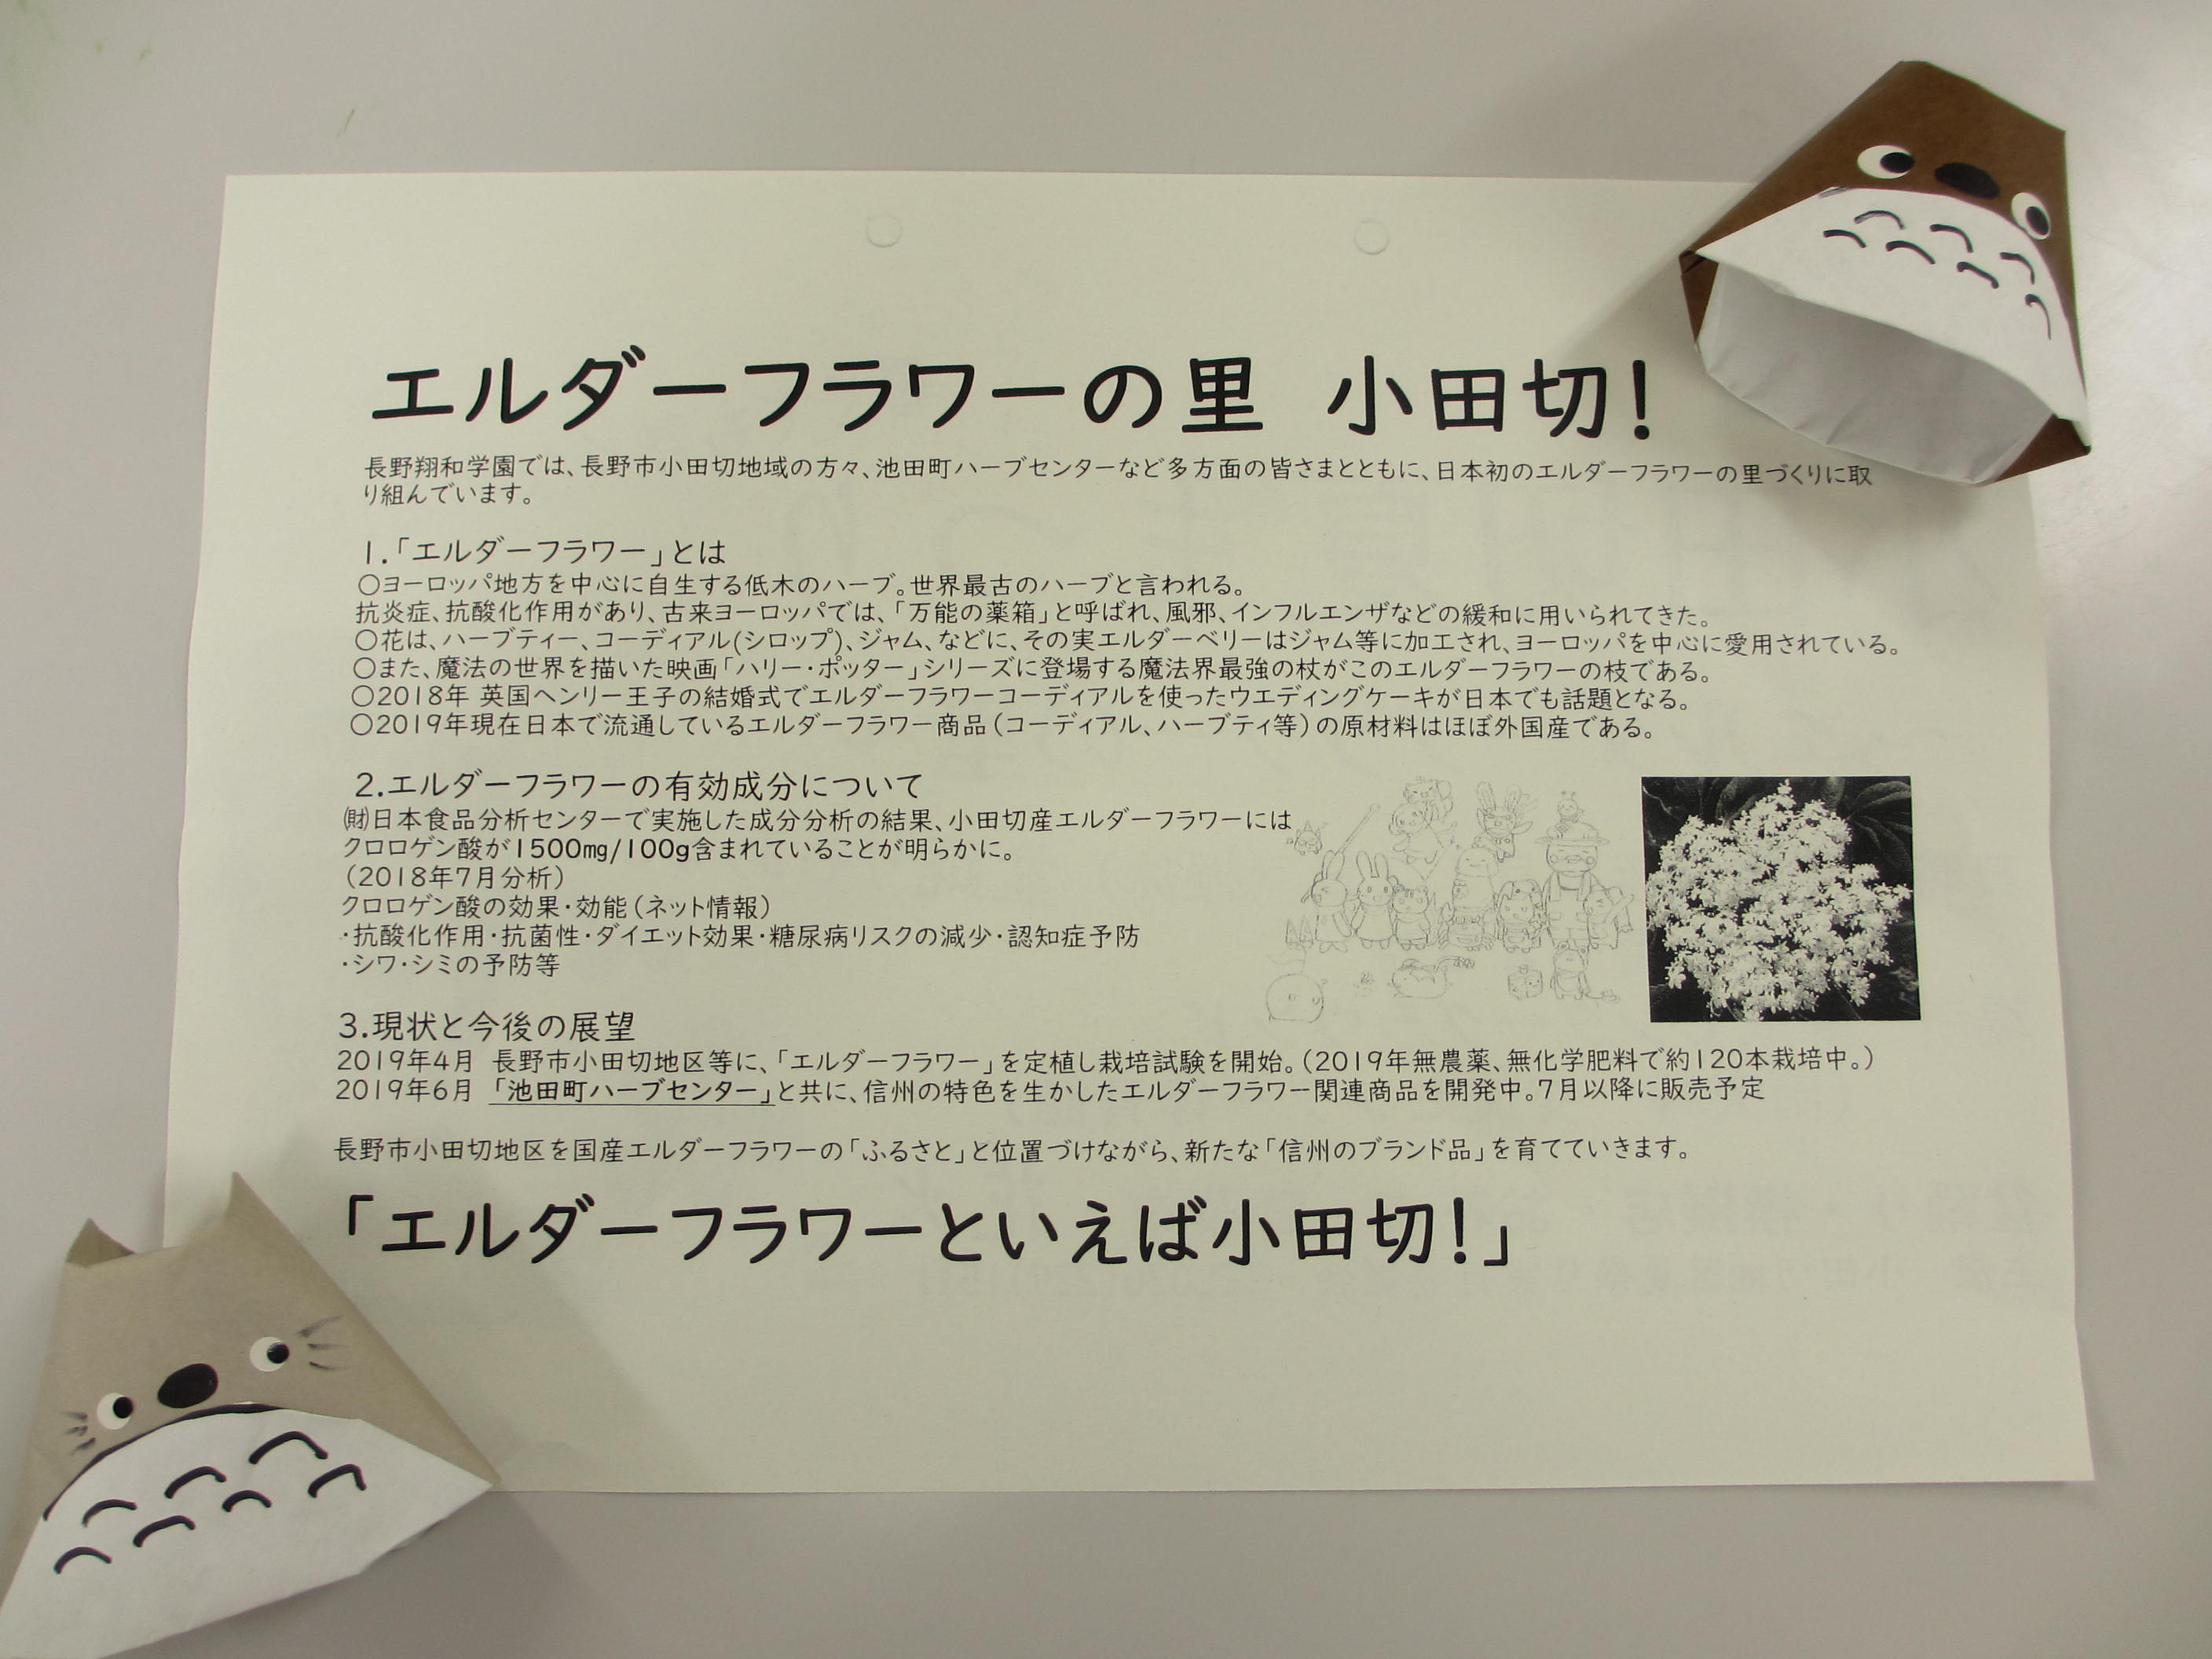 エルダーフラワーの里 小田切!
長野翔和学園では、長野市小田切地域の方々、池田町ハーブセンターなど多方面の皆さまとともに、日本初のエルダーフラワーの里づくりに取
り組んでいます。
1.「エルダーフラワー」とは
○ヨーロッパ地方を中心に自生する低木のハーブ。世界最古のハーブと言われる。
抗炎症、抗酸化作用があり、古来ヨーロッパでは、「万能の薬箱」と呼ばれ、風邪、インフルエンザなどの緩和に用いられてきた。
○花は、ハーブティー、コーディアル(シロップ)、ジャム、などに、その実エルダーベリーはジャム等に加工され、ヨーロッパを中心に愛用されている。
○また、魔法の世界を描いた映画「ハリー・ポッター」シリーズに登場する魔法界最強の杖がこのエルダーフラワーの枝である。
○2018年 英国ヘンリー王子の結婚式でエルダーフラワーコーディアルを使ったウエディングケーキが日本でも話題となる。
○2019年現在日本で流通しているエルダーフラワー商品(コーディアル、ハーブティ等)の原材料はほぼ外国産である。
2.エルダーフラワーの有効成分について
㈶日本食品分析センターで実施した成分分析の結果、小田切産エルダーフラワーには
クロロゲン酸が1500㎎/100g含まれていることが明らかに。
(2018年7月分析)
クロロゲン酸の効果・効能(ネット情報)
・抗酸化作用・抗菌性・ダイエット効果・糖尿病リスクの減少・認知症予防
・シワ・シミの予防等
3.現状と今後の展望
2019年4月 長野市小田切地区等に、「エルダーフラワー」を定植し栽培試験を開始。(2019年無農薬、無化学肥料で約120本栽培中。)
2019年6月 「池田町ハーブセンター」と共に、信州の特色を生かしたエルダーフラワー関連商品を開発中。7月以降に販売予定
長野市小田切地区を国産エルダーフラワーの「ふるさと」と位置づけながら、新たな「信州のブランド品」を育てていきます。
「エルダーフラワーといえば小田切!」